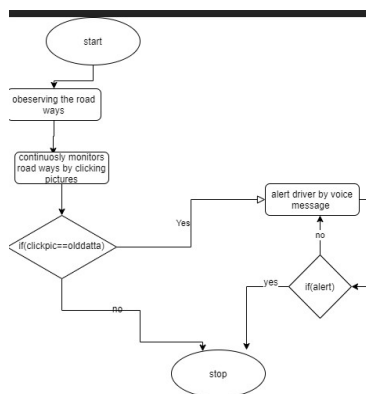 start
obeserving the road
ways
continuosly monitors
road ways by clicking
pictures
if(clickpic==olddatta)
Yes
no
alert driver by voice
message
no
if(alert)
yes
stop